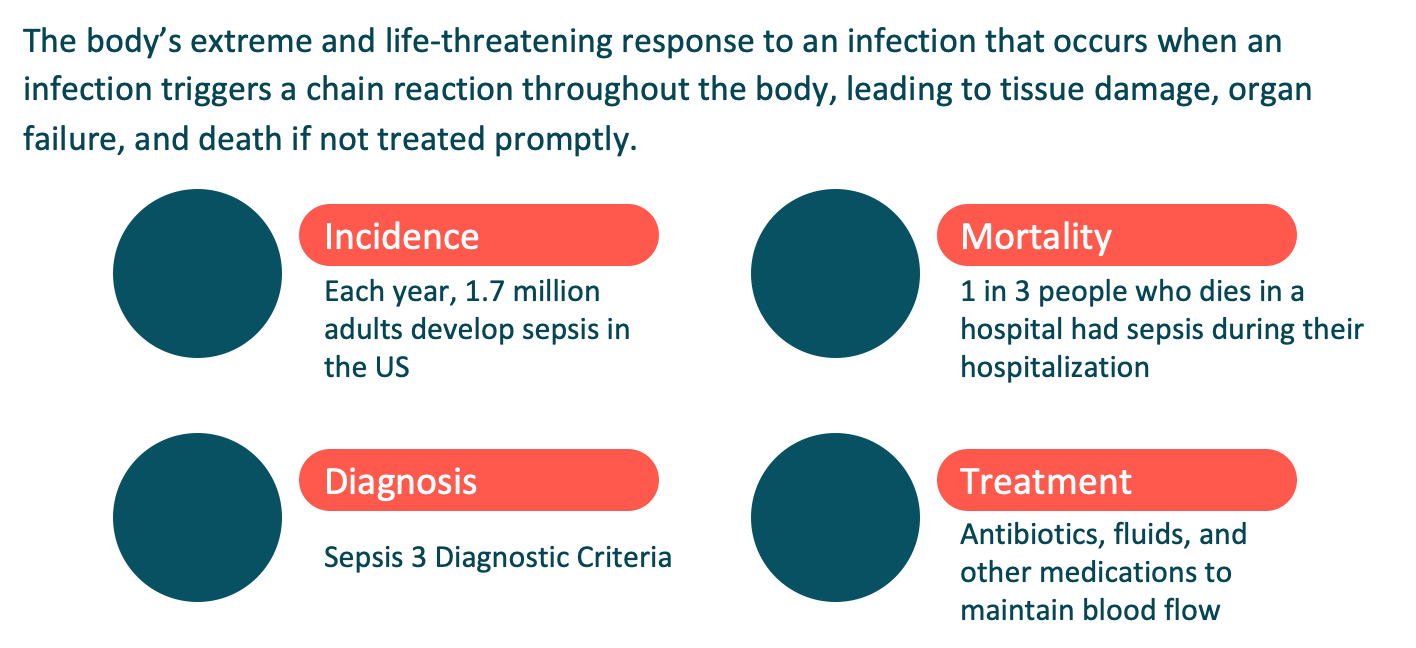 The body’s extreme and life-threatening response to an infection that occurs when an
infection triggers a chain reaction throughout the body, leading to tissue damage, organ
failure, and death if not treated promptly.
Incidence
Each year, 1.7 million
adults develop sepsis in
the US
Mortality
1 in 3 people who dies in a
hospital had sepsis during their
hospitalization
Diagnosis
Sepsis 3 Diagnostic Criteria
Treatment
Antibiotics, fluids, and
other medications to
maintain blood flow